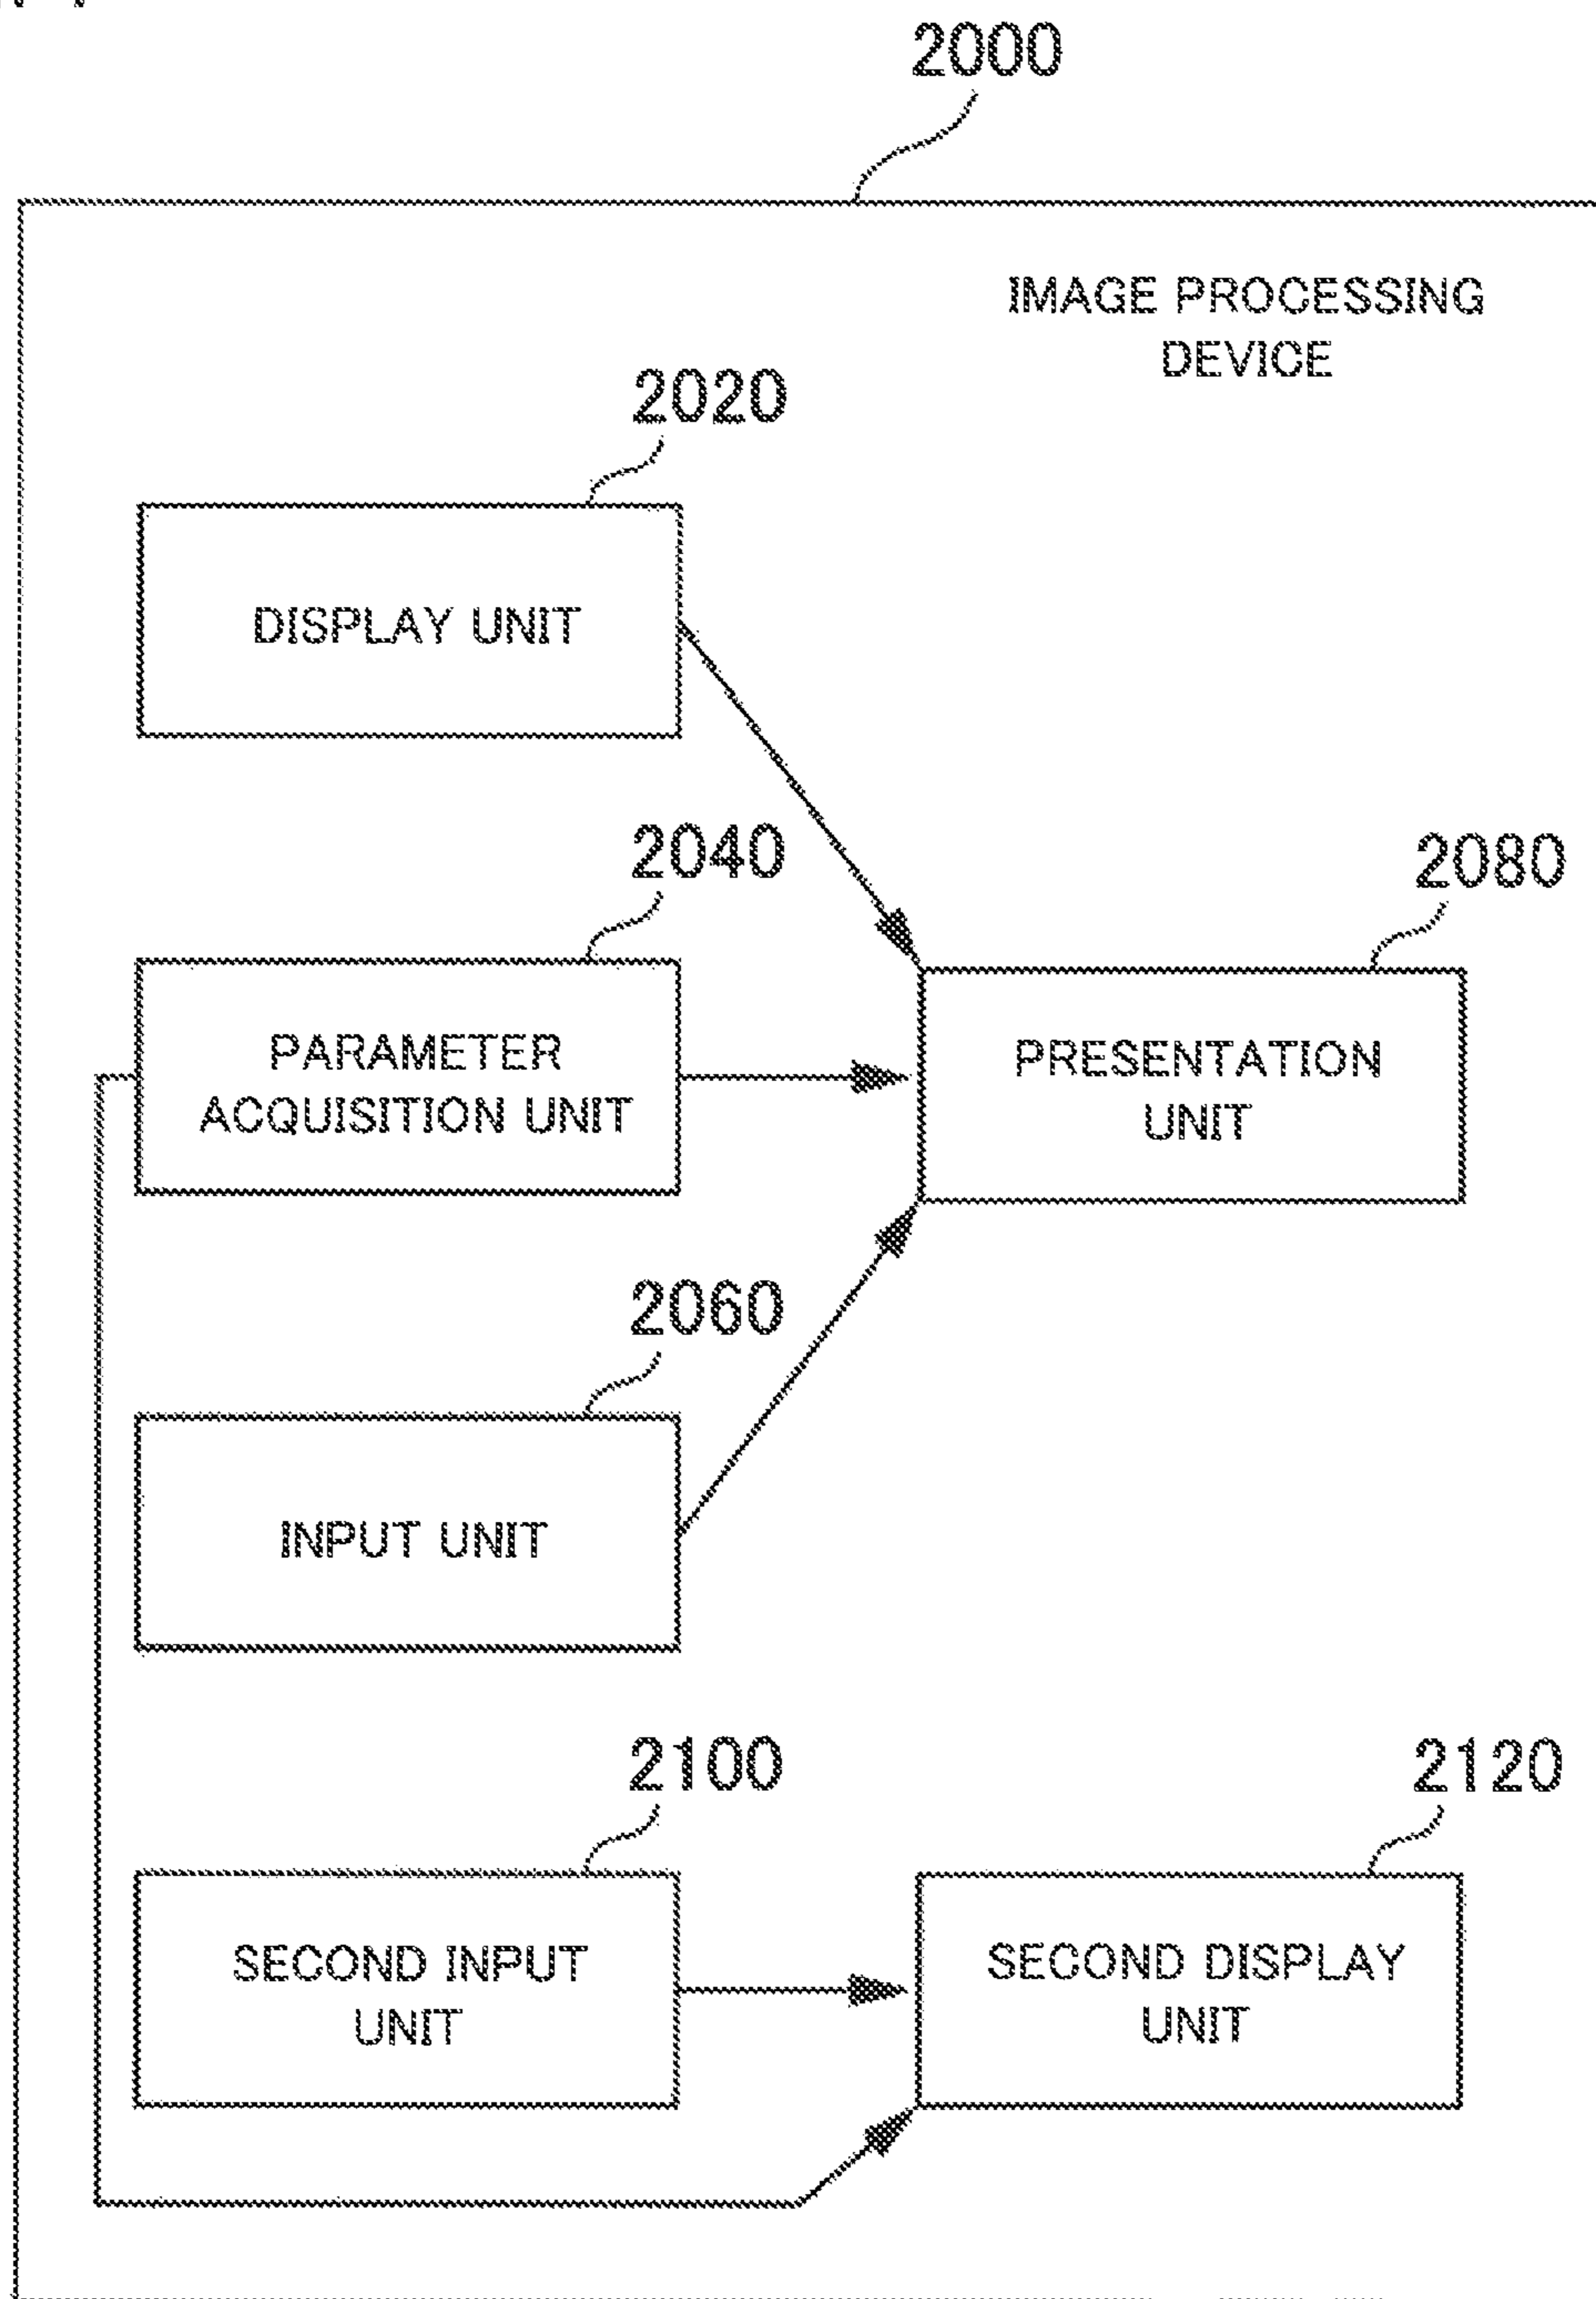 2000
IMAGE PROCESSING
DEVICE
2020
DISPLAY UNIT
2040
PARAMETER
ACQUISITION UNIT
2080
PRESENTATION
UNIT
2060
INPUT UNIT
2100
SECOND INPUT
UNIT
2120
SECOND DISPLAY
UNIT